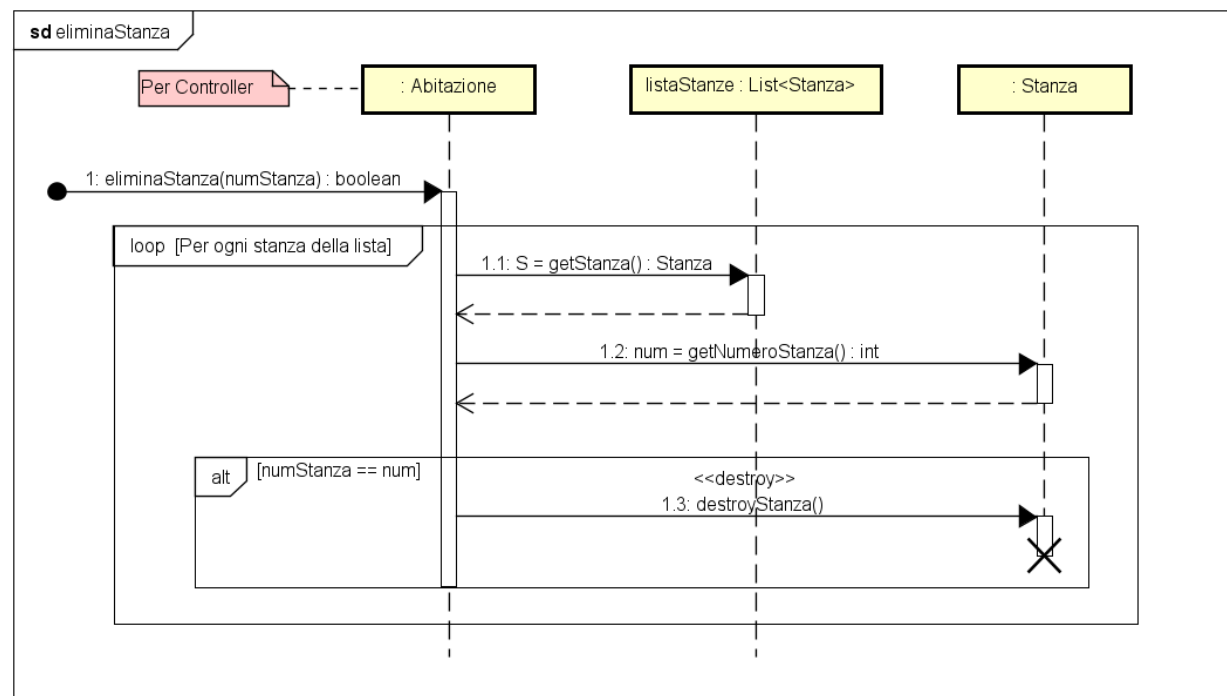 sd eliminaStanza
Per Controller
: Abitazione
listaStanze : List<Stanza>
: Stanza
1: eliminaStanza(numStanza) : boolean
loop [Per ogni stanza della lista]
1.1: S = getStanza() : Stanza
1.2: num = getNumeroStanza() : int
alt [numStanza == num]
<<destroy>>
1.3: destroyStanza()